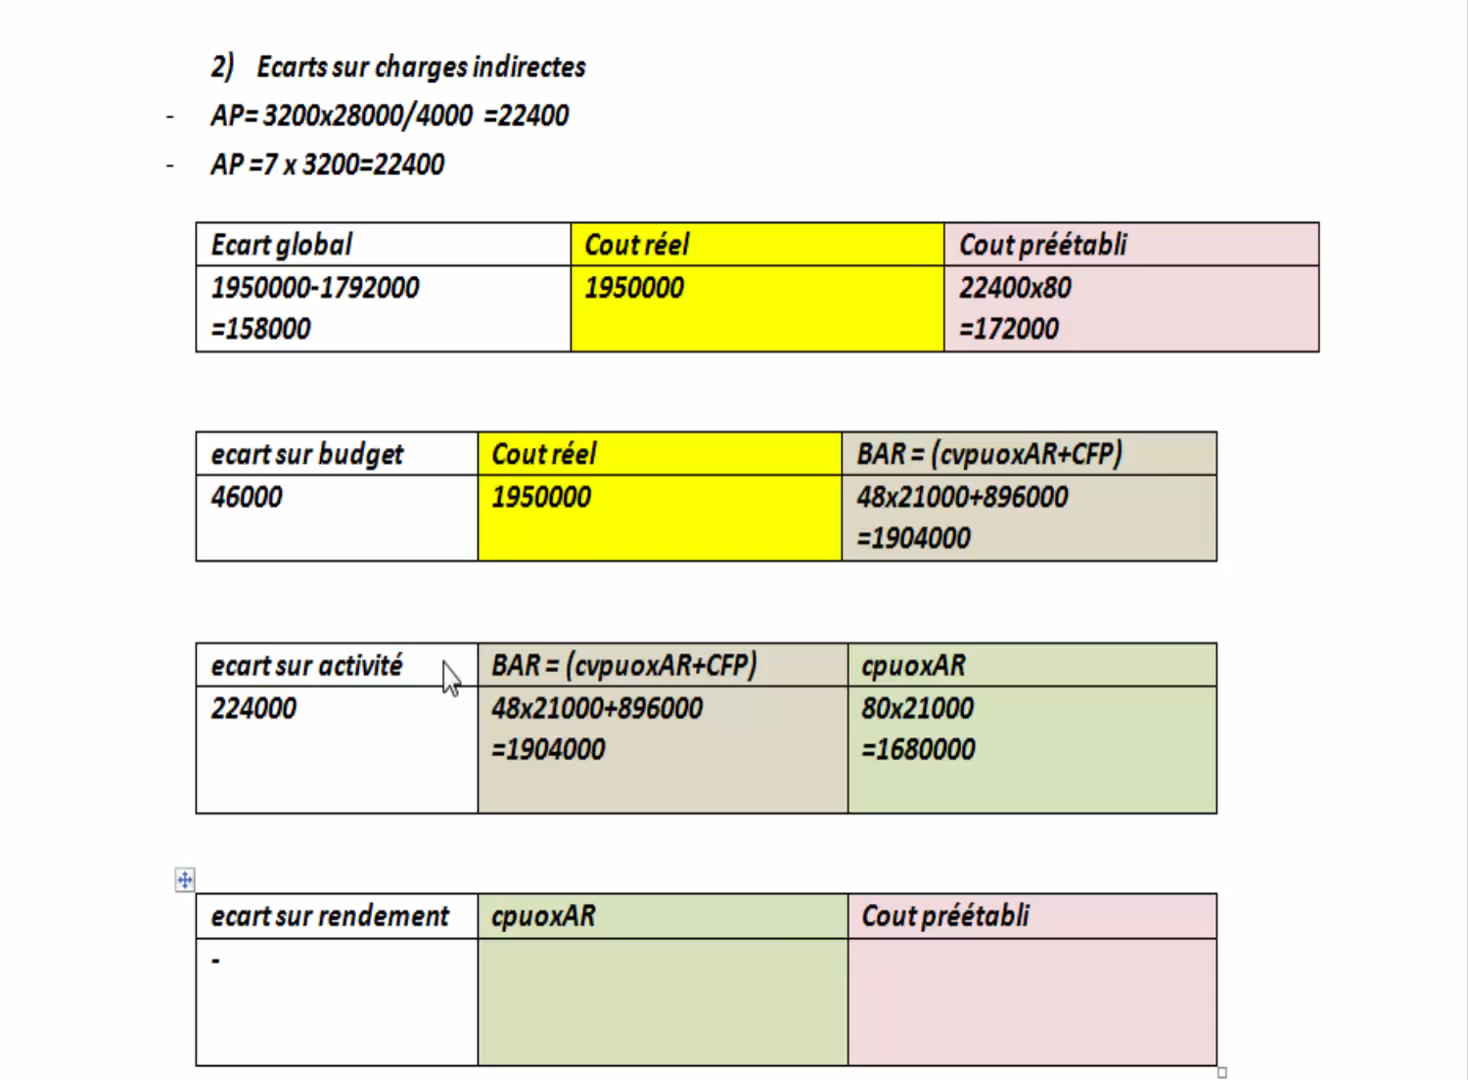 2) Ecarts sur charges indirectes
- AP= 3200x28000/4000 =22400
- AP =7 x 3200=22400
Ecart global
Cout réel
Cout préétabli
1950000-1792000
=158000
1950000
22400x80
=172000
ecart sur budget
Cout réel
BAR = (cvpuoxAR+CFP)
46000
1950000
48x21000+896000
=1904000
ecart sur activité
BAR = (cvpuoxAR+CFP)
cpuoxAR
224000
48x21000+896000
=1904000
80x21000
=1680000
ecart sur rendement
cpuoxAR
Cout préétabli
-